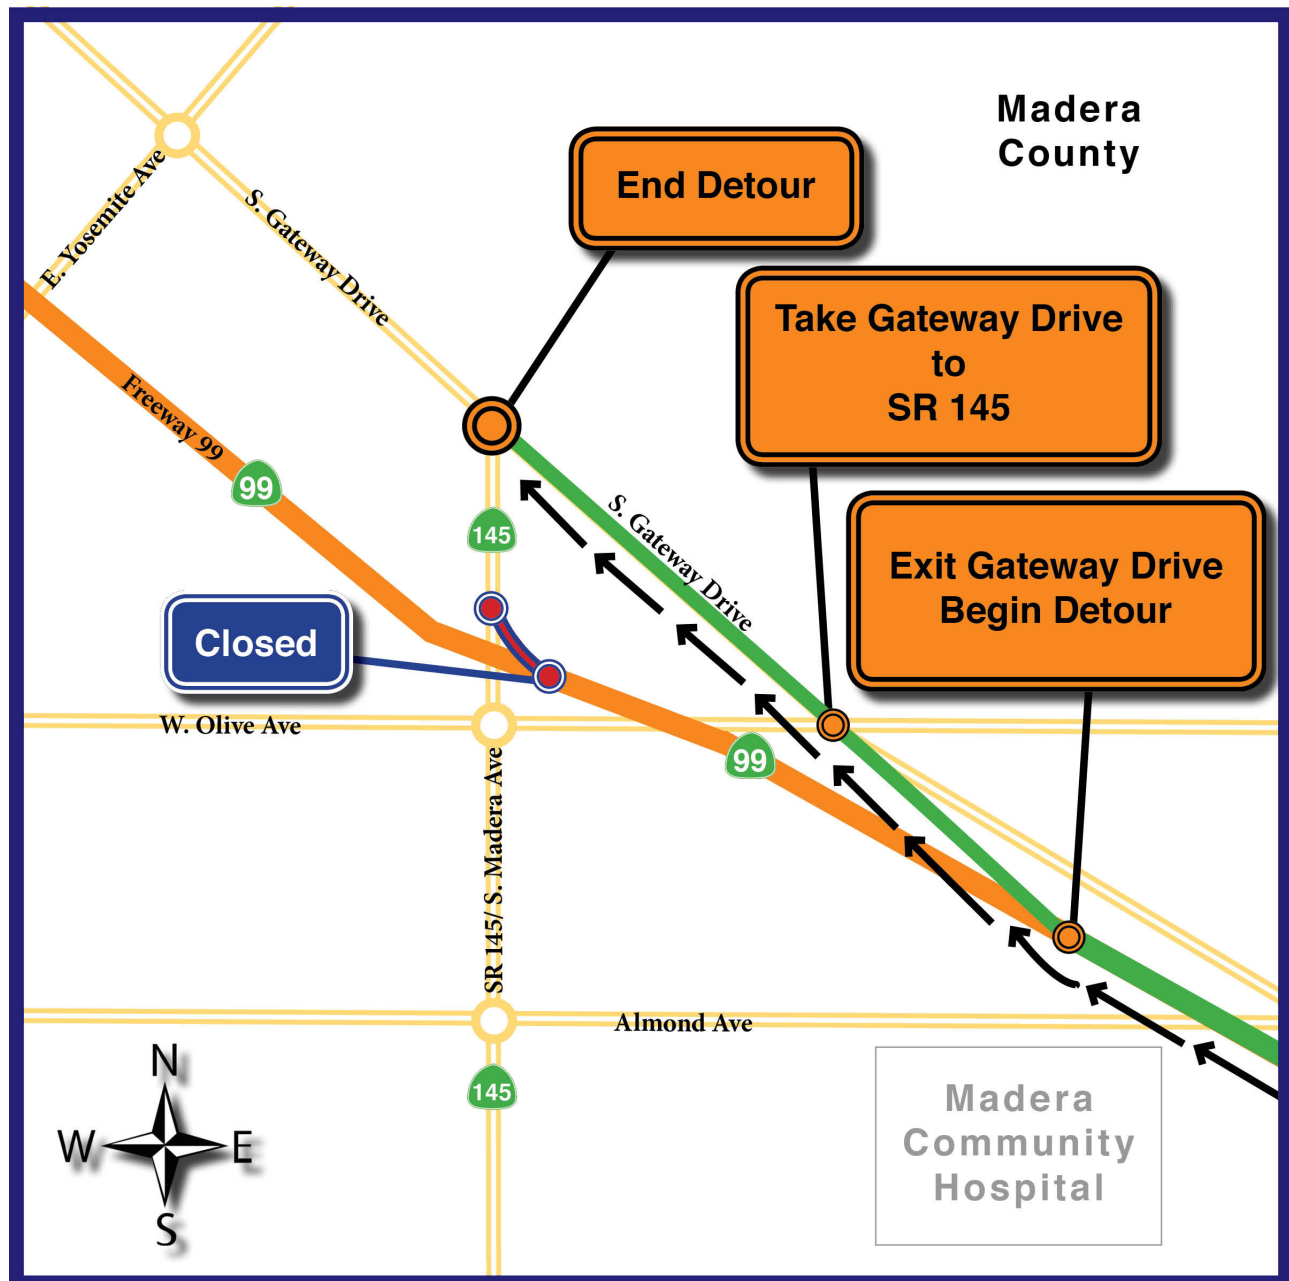 Madera
County
End Detour
E. Yosemite Ave
S. Gateway Drive
Take Gateway Drive
to
SR 145
Freeway 99
99
145
S. Gateway Drive
Exit Gateway Drive
Begin Detour
Closed
W. Olive Ave
99
SR 145/ S. Madera Ave
Almond Ave
145
Madera
Community
Hospital
N
W
E
S